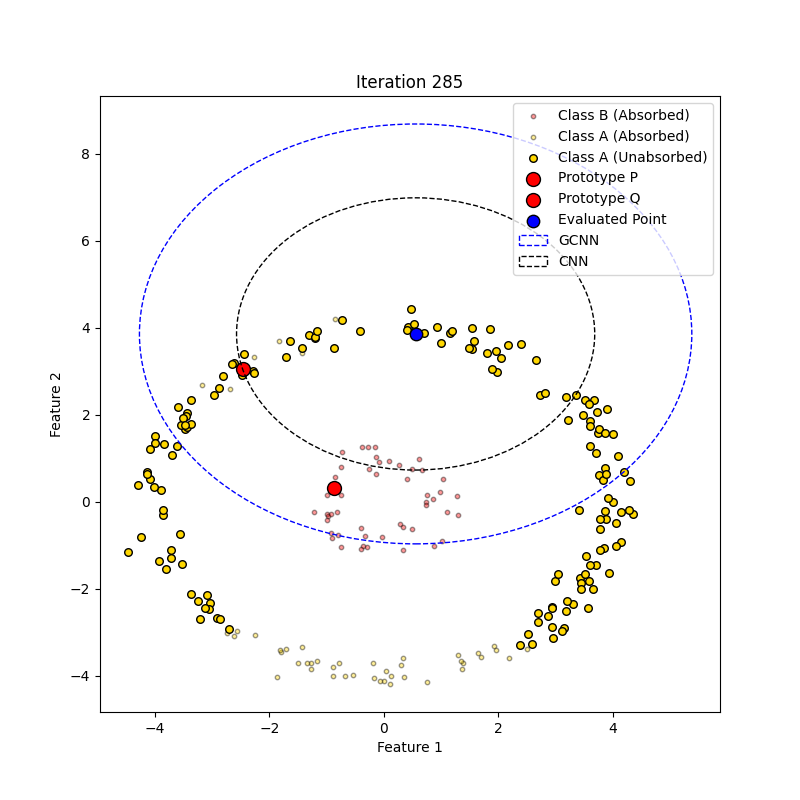 Iteration 285
Class B (Absorbed)
Class A (Absorbed)
Class A (Unabsorbed)
Prototype P
Prototype Q
Evaluated Point
GCNN
CNN
8
6
4
2
0
−2
−4
Feature 2
−4 −2 0 2 4
Feature 1